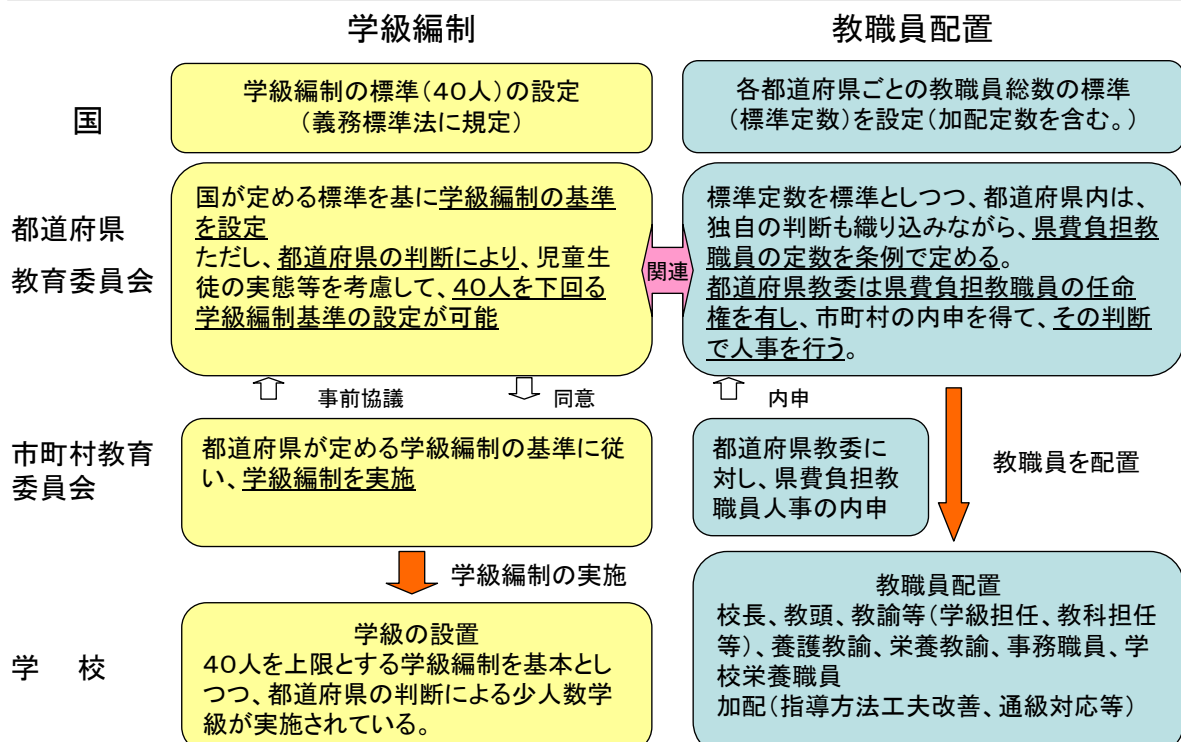 学級編制
教職員配置
国
学級編制の標準(40人)の設定
(義務標準法に規定)
各都道府県ごとの教職員総数の標準
(標準定数)を設定(加配定数を含む。)
都道府県
教育委員会
国が定める標準を基に学級編制の基準
を設定
ただし、都道府県の判断により、児童生
徒の実態等を考慮して、40人を下回る
学級編制基準の設定が可能
関連
標準定数を標準としつつ、都道府県内は、
独自の判断も織り込みながら、県費負担教
職員の定数を条例で定める。
都道府県教委は県費負担教職員の任命
権を有し、市町村の内申を得て、その判断
で人事を行う。
事前協議
同意
内申
市町村教育
委員会
都道府県が定める学級編制の基準に従
い、学級編制を実施
都道府県教委に
対し、県費負担教
職員人事の内申
教職員を配置
学級編制の実施
学 校
学級の設置
40人を上限とする学級編制を基本とし
つつ、都道府県の判断による少人数学
級が実施されている。
教職員配置
校長、教頭、教諭等(学級担任、教科担任
等)、養護教諭、栄養教諭、事務職員、学
校栄養職員
加配(指導方法工夫改善、通級対応等)